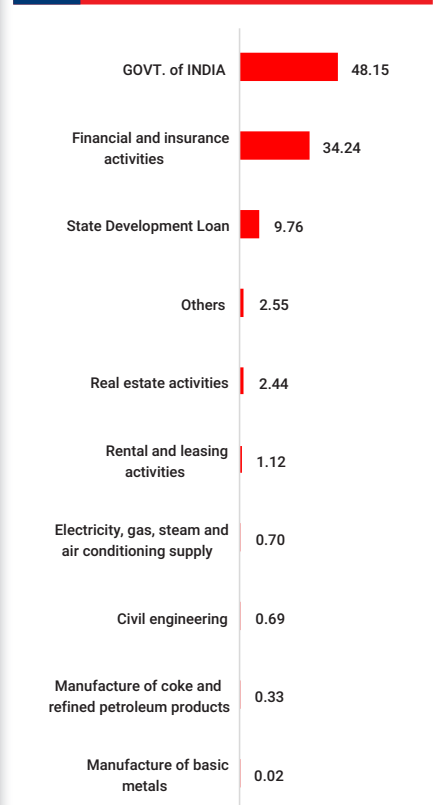 GOVT. of INDIA 48.15
Financial and insurance
activities 34.24
State Development Loan 9.76
Others 2.55
Real estate activities 2.44
Rental and leasing
activities 1.12
Electricity, gas, steam and
air conditioning supply 0.70
Civil engineering 0.69
Manufacture of coke and
refined petroleum products 0.33
Manufacture of basic
metals 0.02